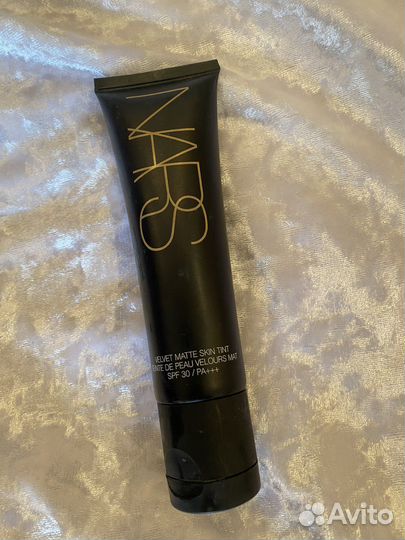 NARS
VELVET MATTE SKIN TINT
TEINTE DE PEAU VELOURS MAT
SPF 30 / PA+++
Avito